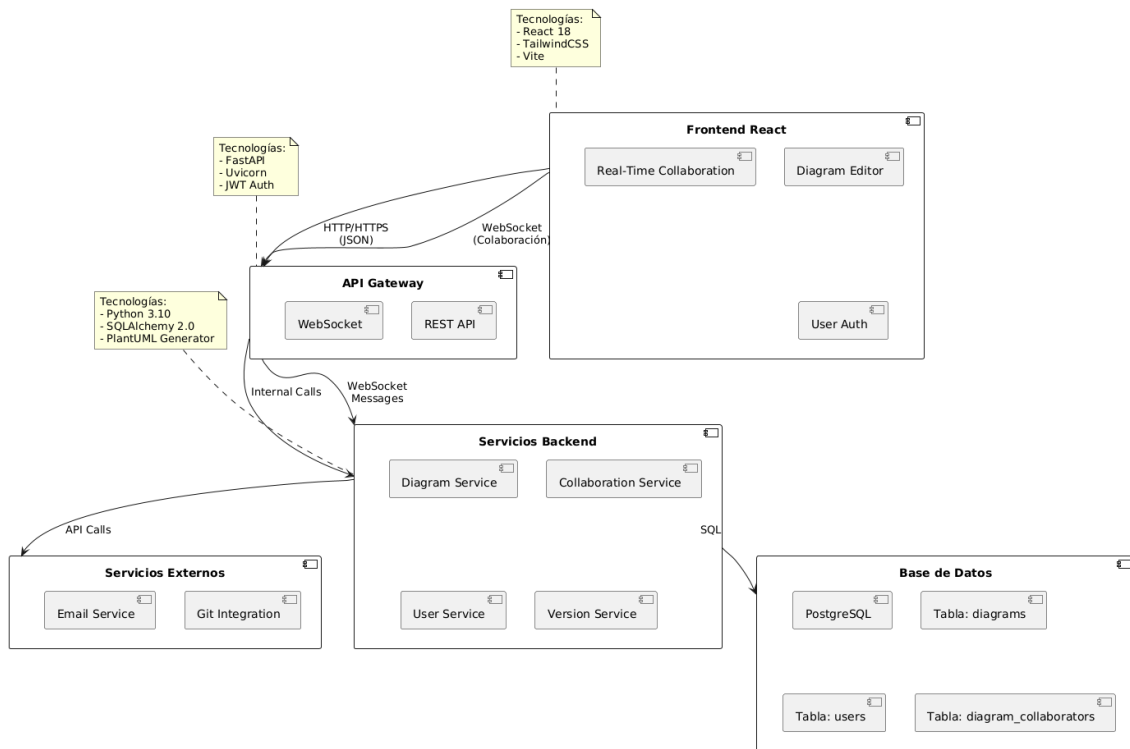 Tecnologías:
- React 18
- TailwindCSS
- Vite
Frontend React
Real-Time Collaboration
Diagram Editor
User Auth
Tecnologías:
- FastAPI
- Uvicorn
- JWT Auth
HTTP/HTTPS
(JSON)
WebSocket
(Colaboración)
API Gateway
WebSocket
REST API
Tecnologías:
- Python 3.10
- SQLAlchemy 2.0
- PlantUML Generator
Internal Calls
WebSocket
Messages
Servicios Backend
Diagram Service
Collaboration Service
User Service
Version Service
API Calls
SQL
Servicios Externos
Email Service
Git Integration
Base de Datos
PostgreSQL
Tabla: diagrams
Tabla: users
Tabla: diagram_collaborators